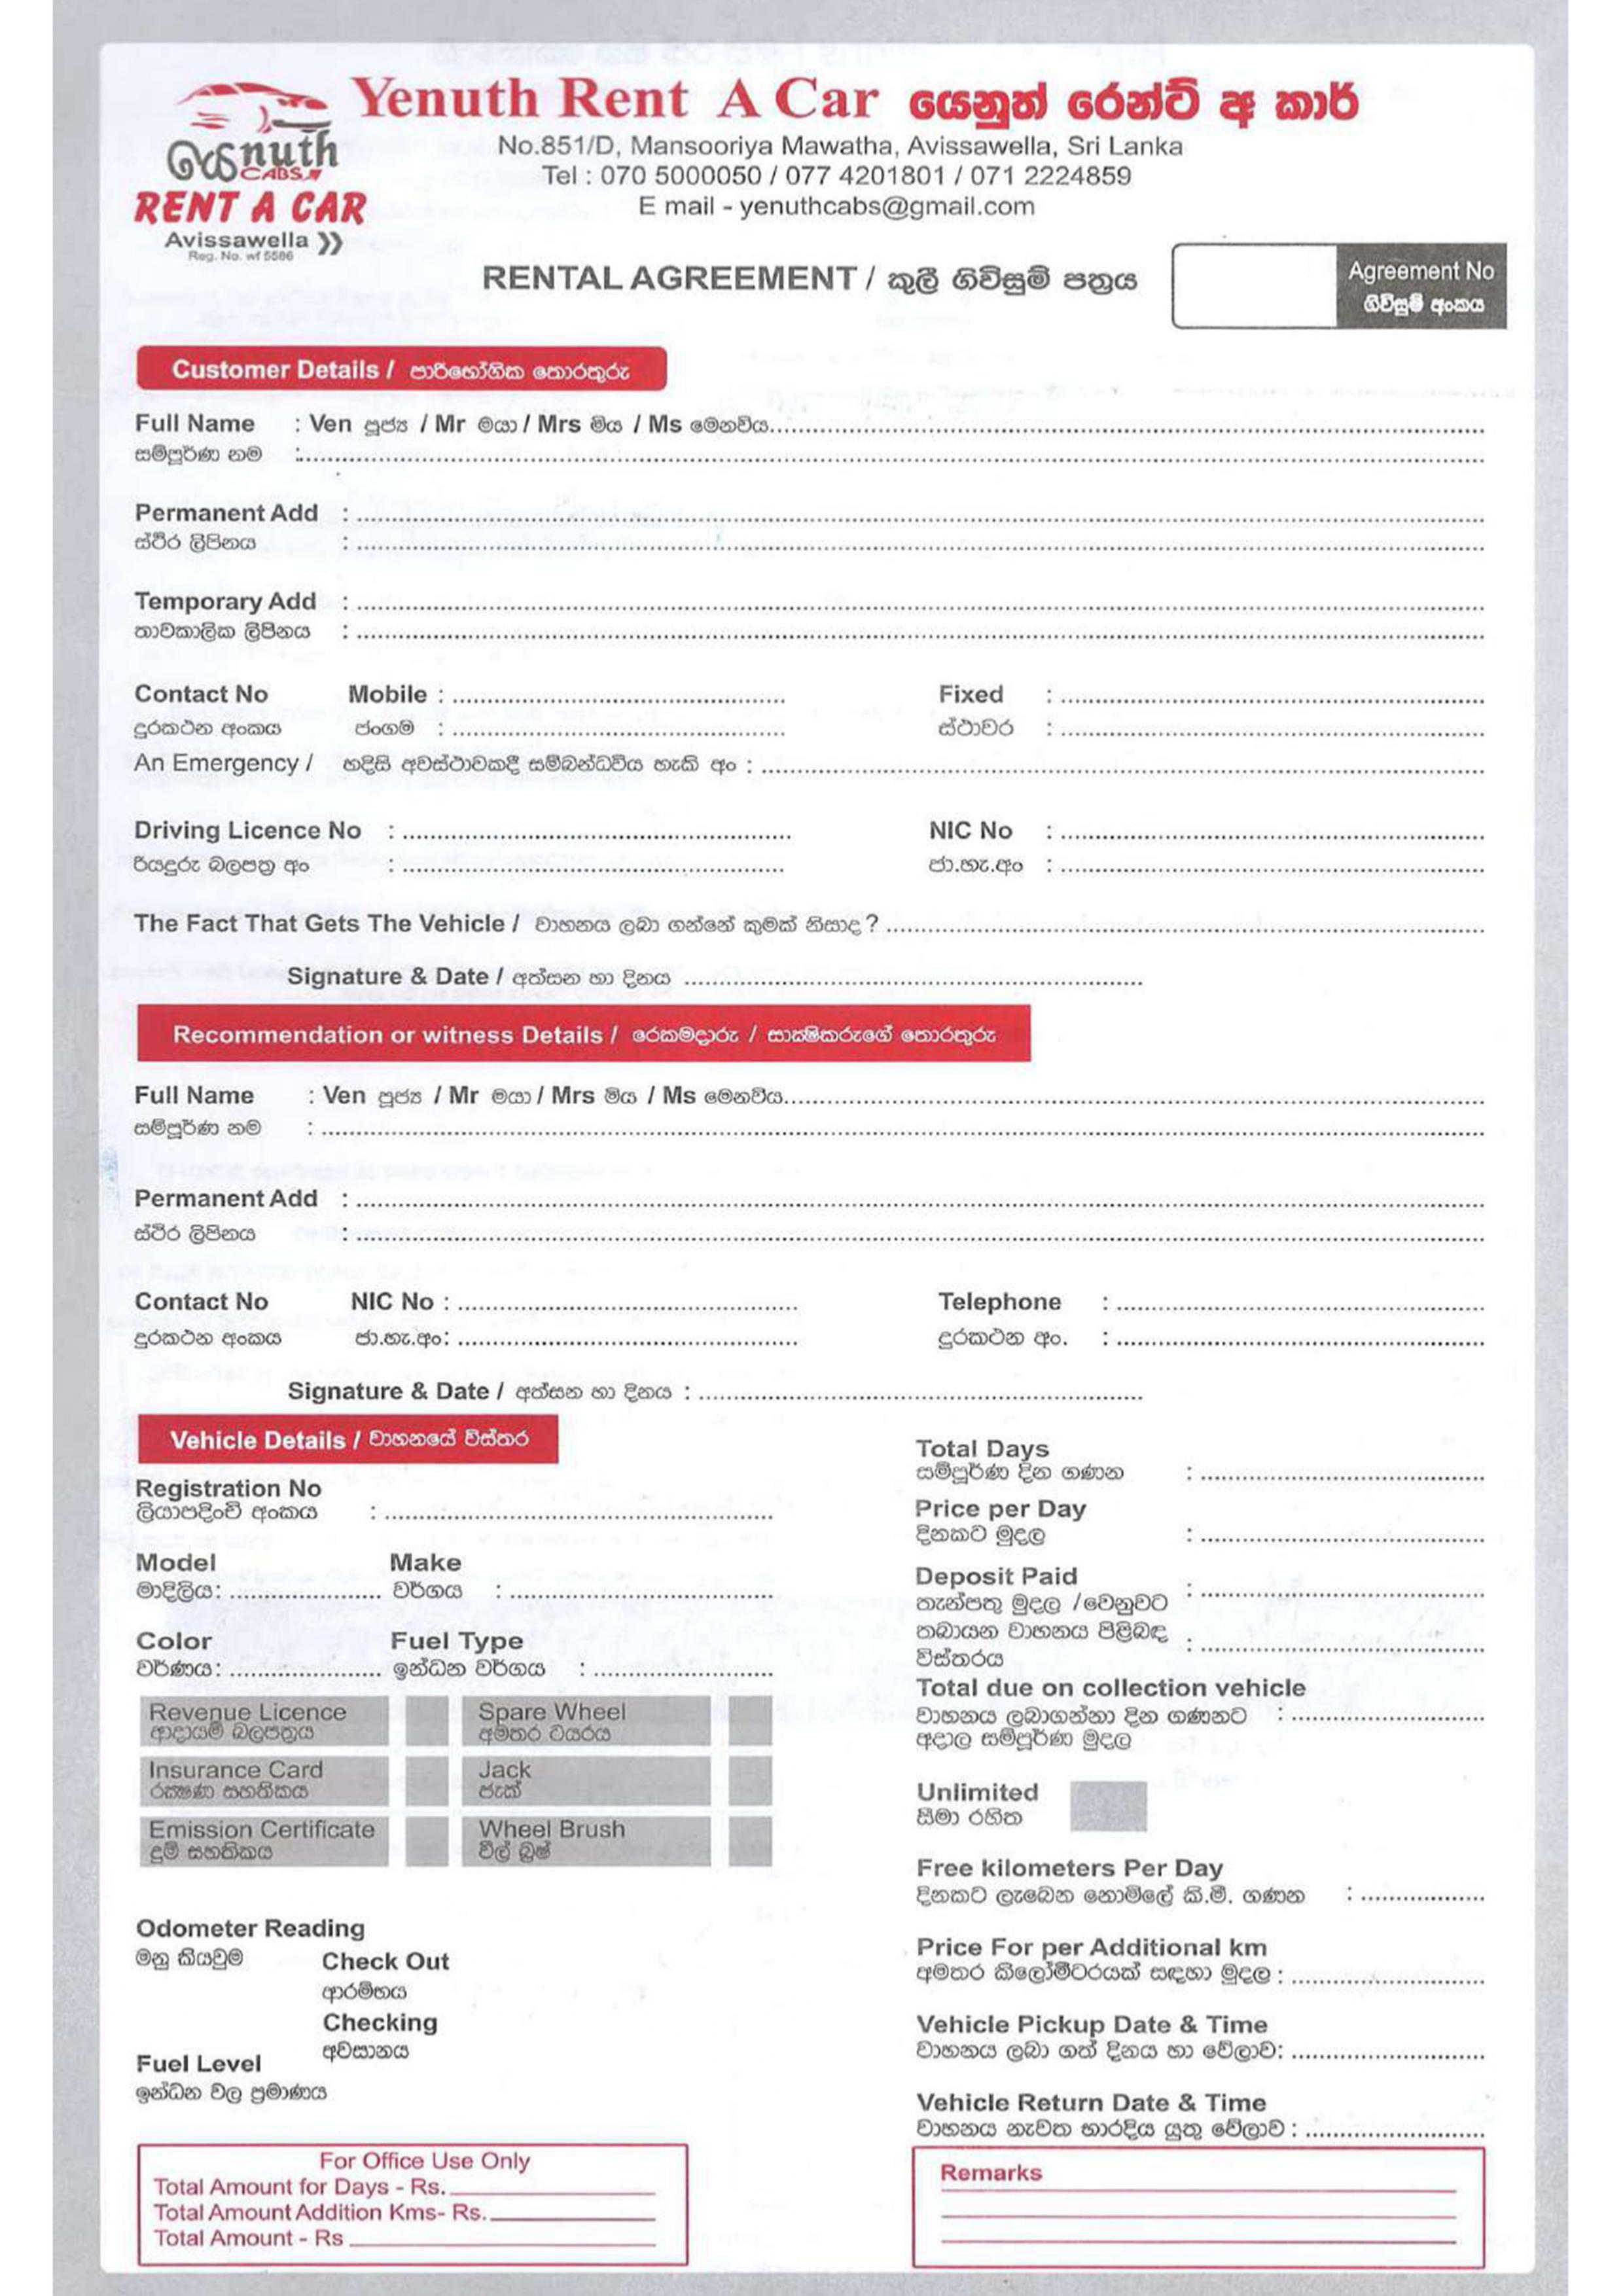 Yenuth Rent A Car යෙනුත් රෙන්ට් අ කාර්
යෙනුth
CABS
RENT A CAR
Avissawella
Reg. No. wf 5586
No.851/D, Mansooriya Mawatha, Avissawella, Sri Lanka
Tel : 070 5000050 / 077 4201801 / 071 2224859
E mail - yenuthcabs@gmail.com
RENTAL AGREEMENT / කුලී ගිවිසුම් පත්‍රය
Agreement No
ගිවිසුම් අංකය
Customer Details / පාරිභෝගික තොරතුරු
Full Name : Ven පූජ්‍ය / Mr මයා / Mrs මිය / Ms මෙනවිය
සම්පූර්ණ නම :
Permanent Add :
ස්ථිර ලිපිනය :
Temporary Add :
තාවකාලික ලිපිනය :
Contact No Mobile : Fixed :
දුරකථන අංකය ජංගම : ස්ථාවර :
An Emergency / හදිසි අවස්ථාවකදී සම්බන්ධවිය හැකි අං :
Driving Licence No : NIC No :
රියදුරු බලපත්‍ර අං : ජා.හැ.අං :
The Fact That Gets The Vehicle / වාහනය ලබා ගන්නේ කුමක් නිසාද ?
Signature & Date / අත්සන හා දිනය
Recommendation or witness Details / රෙකමදාරු / සාක්ෂිකරුගේ තොරතුරු
Full Name : Ven පූජ්‍ය / Mr මයා / Mrs මිය / Ms මෙනවිය
සම්පූර්ණ නම :
Permanent Add :
ස්ථිර ලිපිනය :
Contact No NIC No : Telephone :
දුරකථන අංකය ජා.හැ.අං: දුරකථන අං. :
Signature & Date / අත්සන හා දිනය :
Vehicle Details / වාහනයේ විස්තර
Registration No
ලියාපදිංචි අංකය :
Model Make
මාදිලිය: වර්ගය :
Color Fuel Type
වර්ණය: ඉන්ධන වර්ගය :
Revenue Licence Spare Wheel
ආදායම් බලපත්‍රය අමතර ටයරය
Insurance Card Jack
රක්ෂණ සහතිකය ජැක්
Emission Certificate Wheel Brush
දුම් සහතිකය වීල් බ්‍රෂ්
Odometer Reading
මනු කියවුම Check Out
ආරම්භය
Checking
අවසානය
Fuel Level
ඉන්ධන වල ප්‍රමාණය
For Office Use Only
Total Amount for Days - Rs.
Total Amount Addition Kms- Rs.
Total Amount - Rs
Total Days
සම්පූර්ණ දින ගණන :
Price per Day
දිනකට මුදල :
Deposit Paid :
තැන්පතු මුදල /වෙනුවට
තබායන වාහනය පිළිබඳ :
විස්තරය
Total due on collection vehicle
වාහනය ලබාගන්නා දින ගණනට :
අදාල සම්පූර්ණ මුදල
Unlimited
සීමා රහිත
Free kilometers Per Day
දිනකට ලැබෙන නොමිලේ කි.මී. ගණන :
Price For per Additional km
අමතර කිලෝමීටරයක් සඳහා මුදල :
Vehicle Pickup Date & Time
වාහනය ලබා ගත් දිනය හා වේලාව:
Vehicle Return Date & Time
වාහනය නැවත භාරදිය යුතු වේලාව :
Remarks